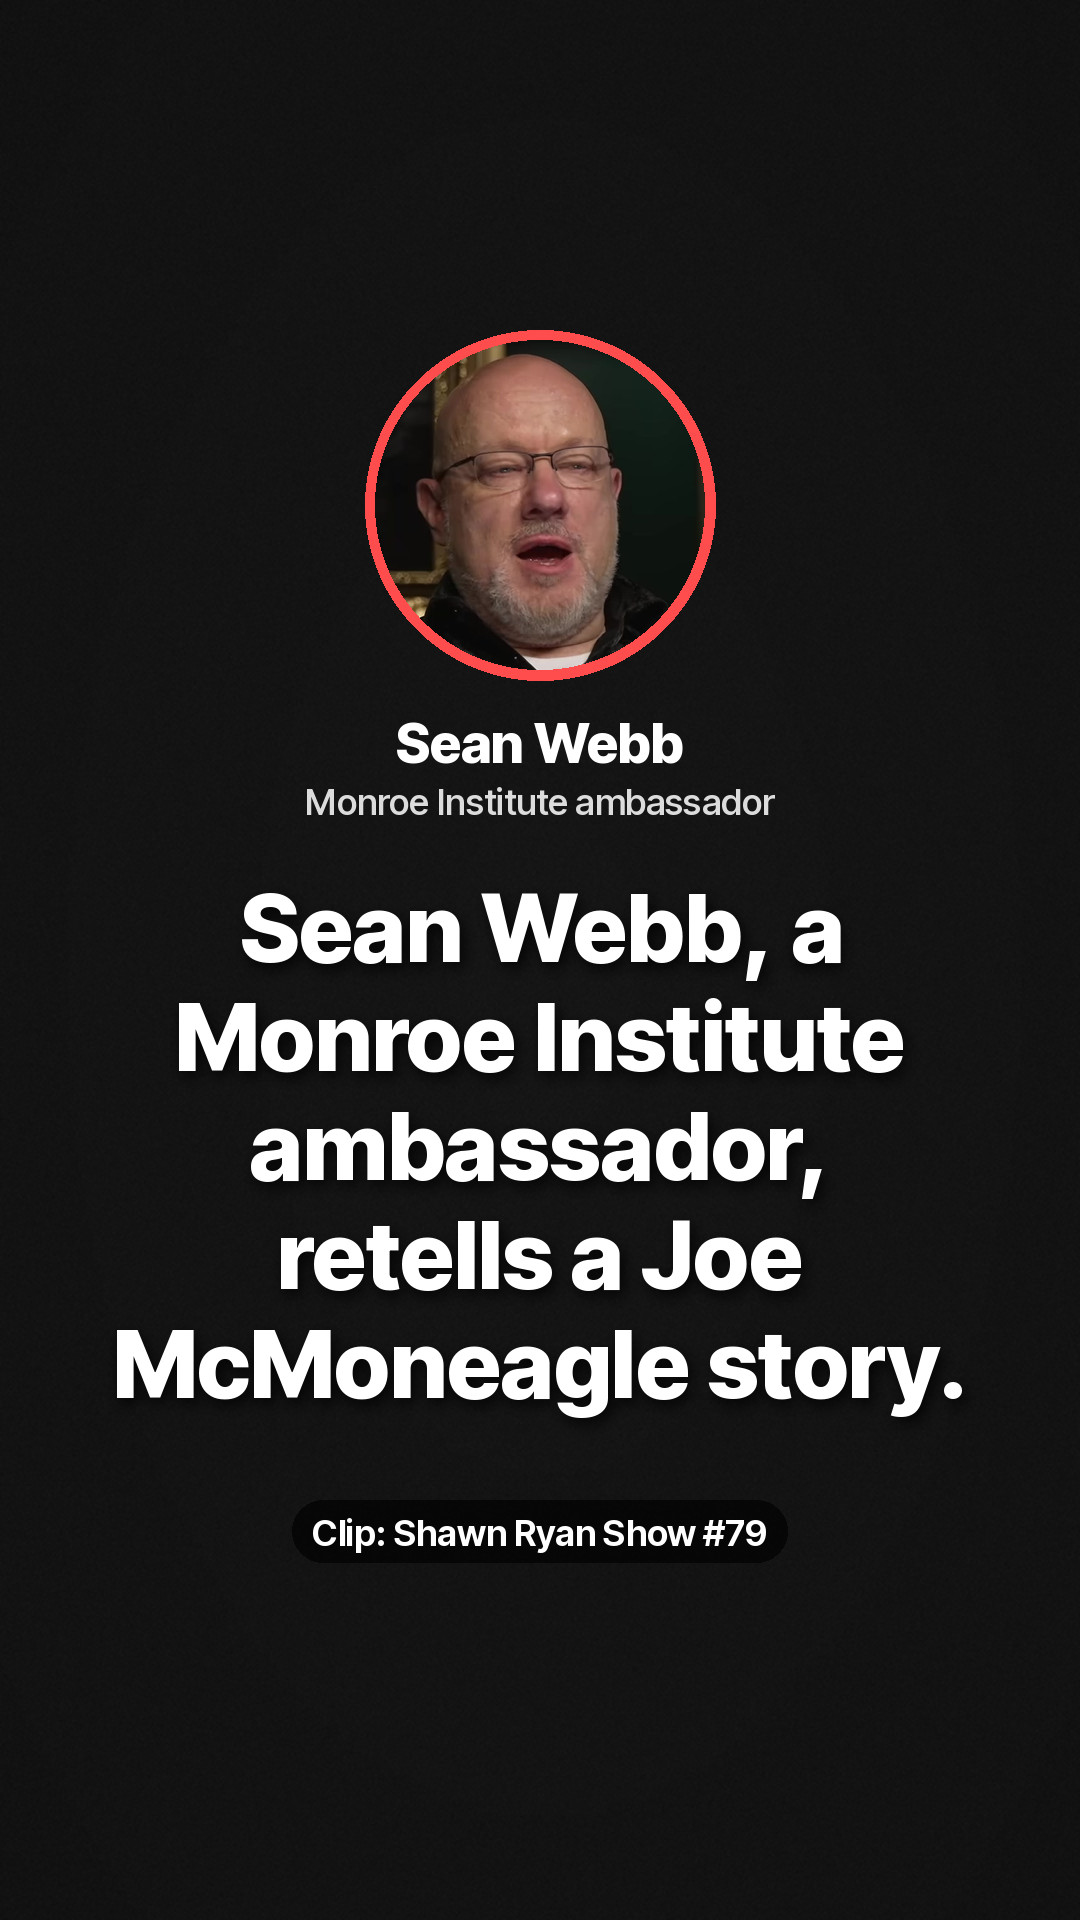 Sean Webb
Monroe Institute ambassador
Sean Webb, a
Monroe Institute
ambassador,
retells a Joe
McMoneagle story.
Clip: Shawn Ryan Show #79